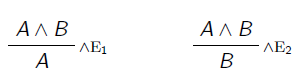 A ∧ B A ∧ B
∧E₁ ∧E₂
A B